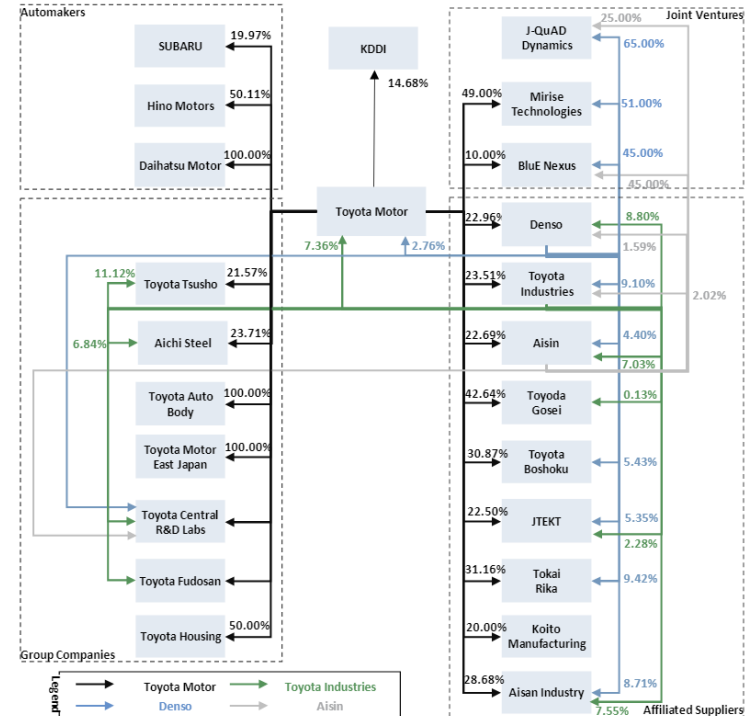 Automakers
SUBARU
19.97%
Hino Motors
50.11%
Daihatsu Motor
100.00%
KDDI
14.68%
Joint Ventures
J-QuAD
Dynamics
25.00%
65.00%
49.00%
Mirise
Technologies
51.00%
10.00%
BluE Nexus
45.00%
45.00%
Toyota Motor
7.36%
2.76%
22.96%
Denso
8.80%
1.59%
11.12%
Toyota Tsusho
21.57%
23.51%
Toyota
Industries
9.10%
2.02%
6.84%
Aichi Steel
23.71%
22.69%
Aisin
4.40%
7.03%
Toyota Auto
Body
100.00%
42.64%
Toyoda
Gosei
0.13%
Toyota Motor
East Japan
100.00%
30.87%
Toyota
Boshoku
5.43%
Toyota Central
R&D Labs
22.50%
JTEKT
5.35%
2.28%
Toyota Fudosan
31.16%
Tokai
Rika
9.42%
Toyota Housing
50.00%
20.00%
Koito
Manufacturing
Group Companies
28.68%
Aisan Industry
8.71%
7.55%
Affiliated Suppliers
Legend
Toyota Motor
Toyota Industries
Denso
Aisin